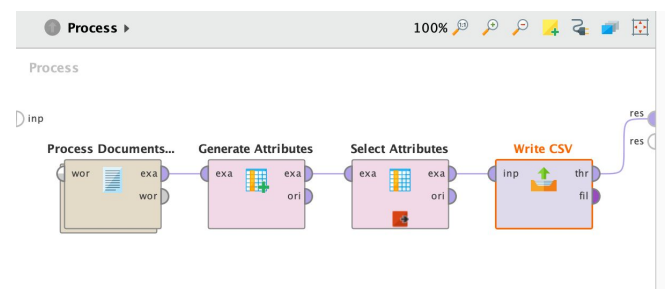 Process
100%
Process
inp
res
res
Process Documents...
Generate Attributes
Select Attributes
Write CSV
wor
exa
wor
exa
exa
ori
exa
exa
ori
inp
thr
fil